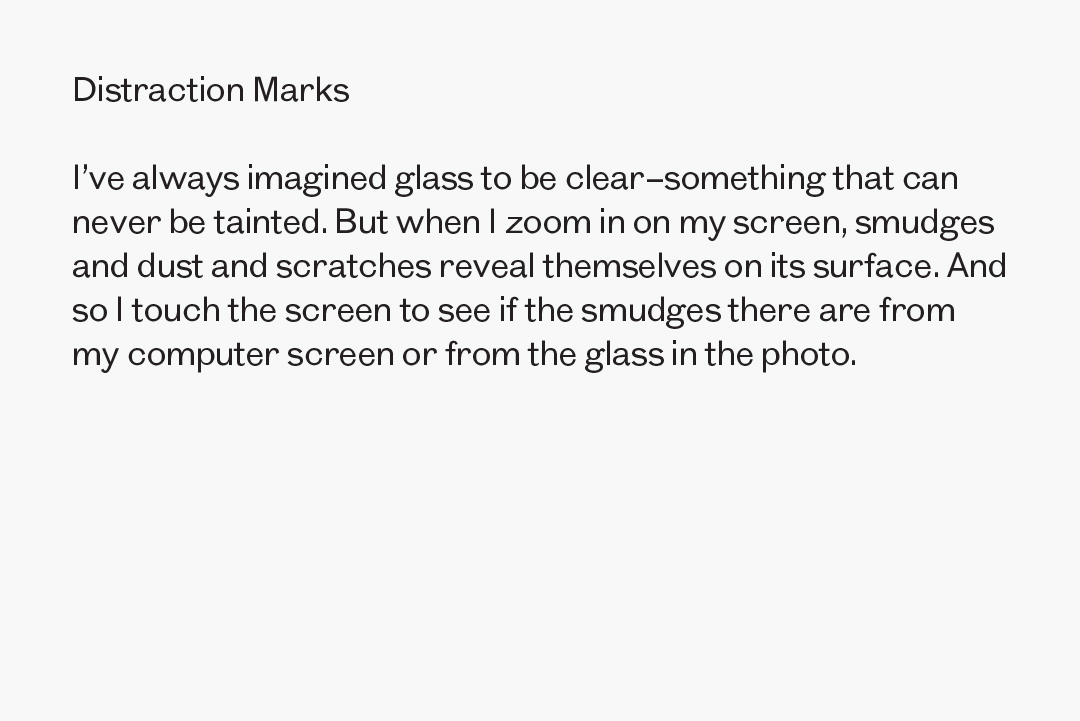 Distraction Marks
I’ve always imagined glass to be clear–something that can
never be tainted. But when I zoom in on my screen, smudges
and dust and scratches reveal themselves on its surface. And
so I touch the screen to see if the smudges there are from
my computer screen or from the glass in the photo.